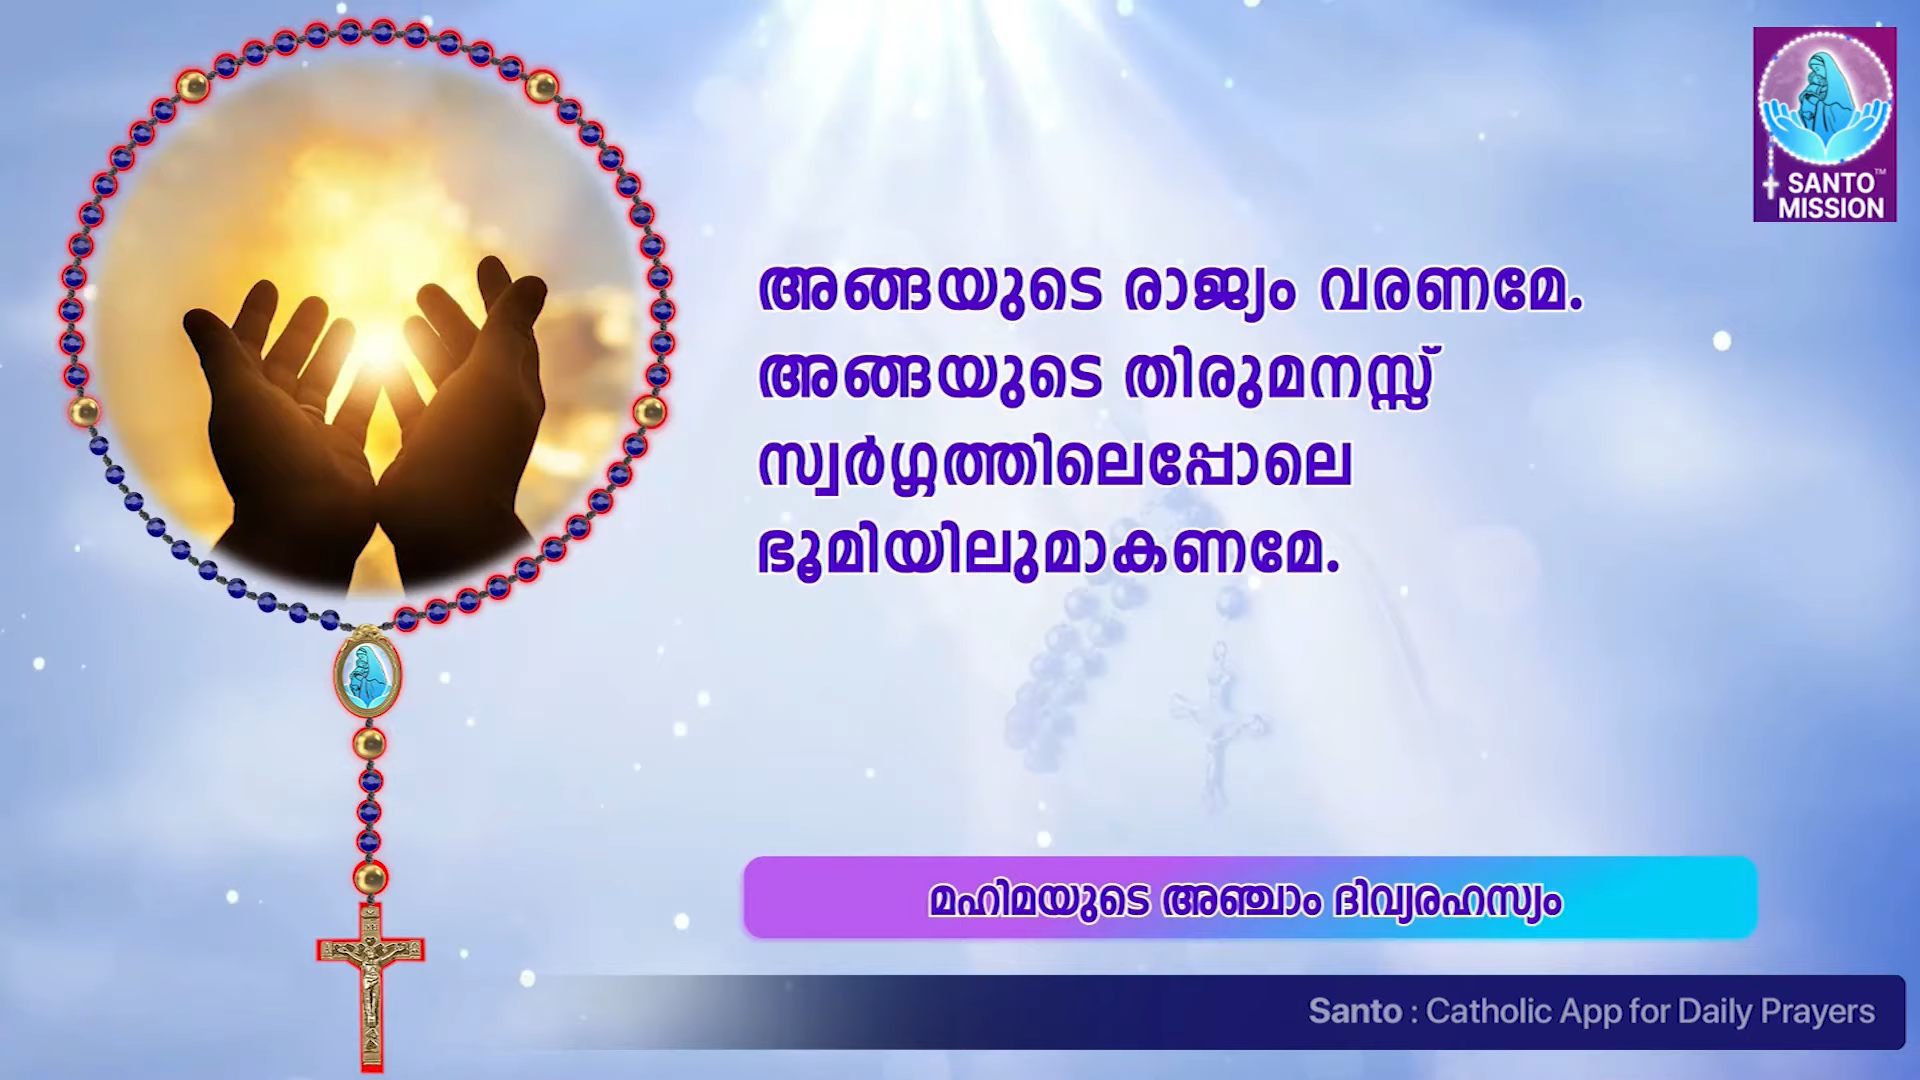 SANTO™
MISSION
അങ്ങയുടെ രാജ്യം വരണമേ.
അങ്ങയുടെ തിരുമനസ്സ്
സ്വർഗ്ഗത്തിലെപ്പോലെ
ഭൂമിയിലുമാകണമേ.
മഹിമയുടെ അഞ്ചാം ദിവ്യരഹസ്യം
Santo : Catholic App for Daily Prayers